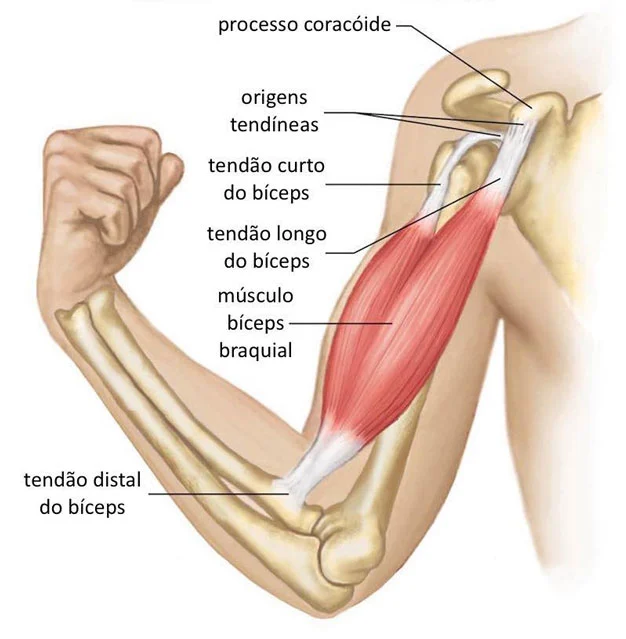 processo coracóide
origens
tendíneas
tendão curto
do bíceps
tendão longo
do bíceps
músculo
bíceps
braquial
tendão distal
do bíceps